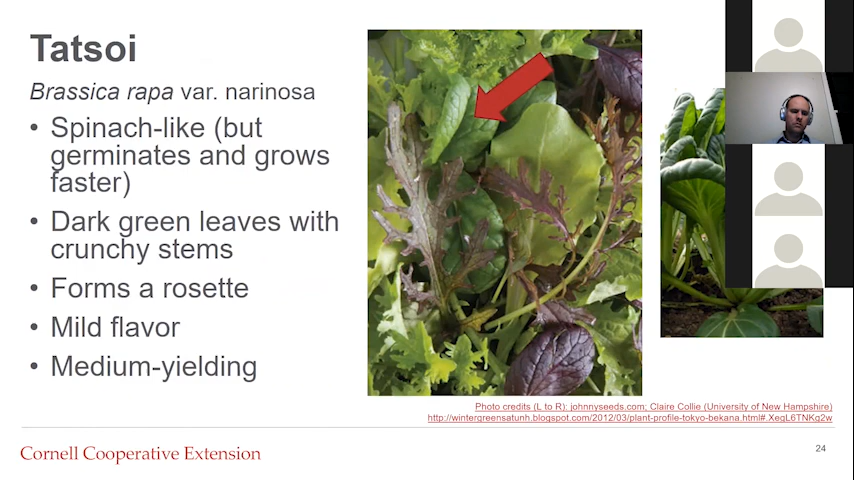 Tatsoi
Brassica rapa var. narinosa
• Spinach-like (but
germinates and grows
faster)
• Dark green leaves with
crunchy stems
• Forms a rosette
• Mild flavor
• Medium-yielding
Photo credits (L to R): johnnyseeds.com; Claire Collie (University of New Hampshire)
http://wintergreensatunh.blogspot.com/2012/03/plant-profile-tokyo-bekana.html#.XegL6TNKg2w
Cornell Cooperative Extension
24